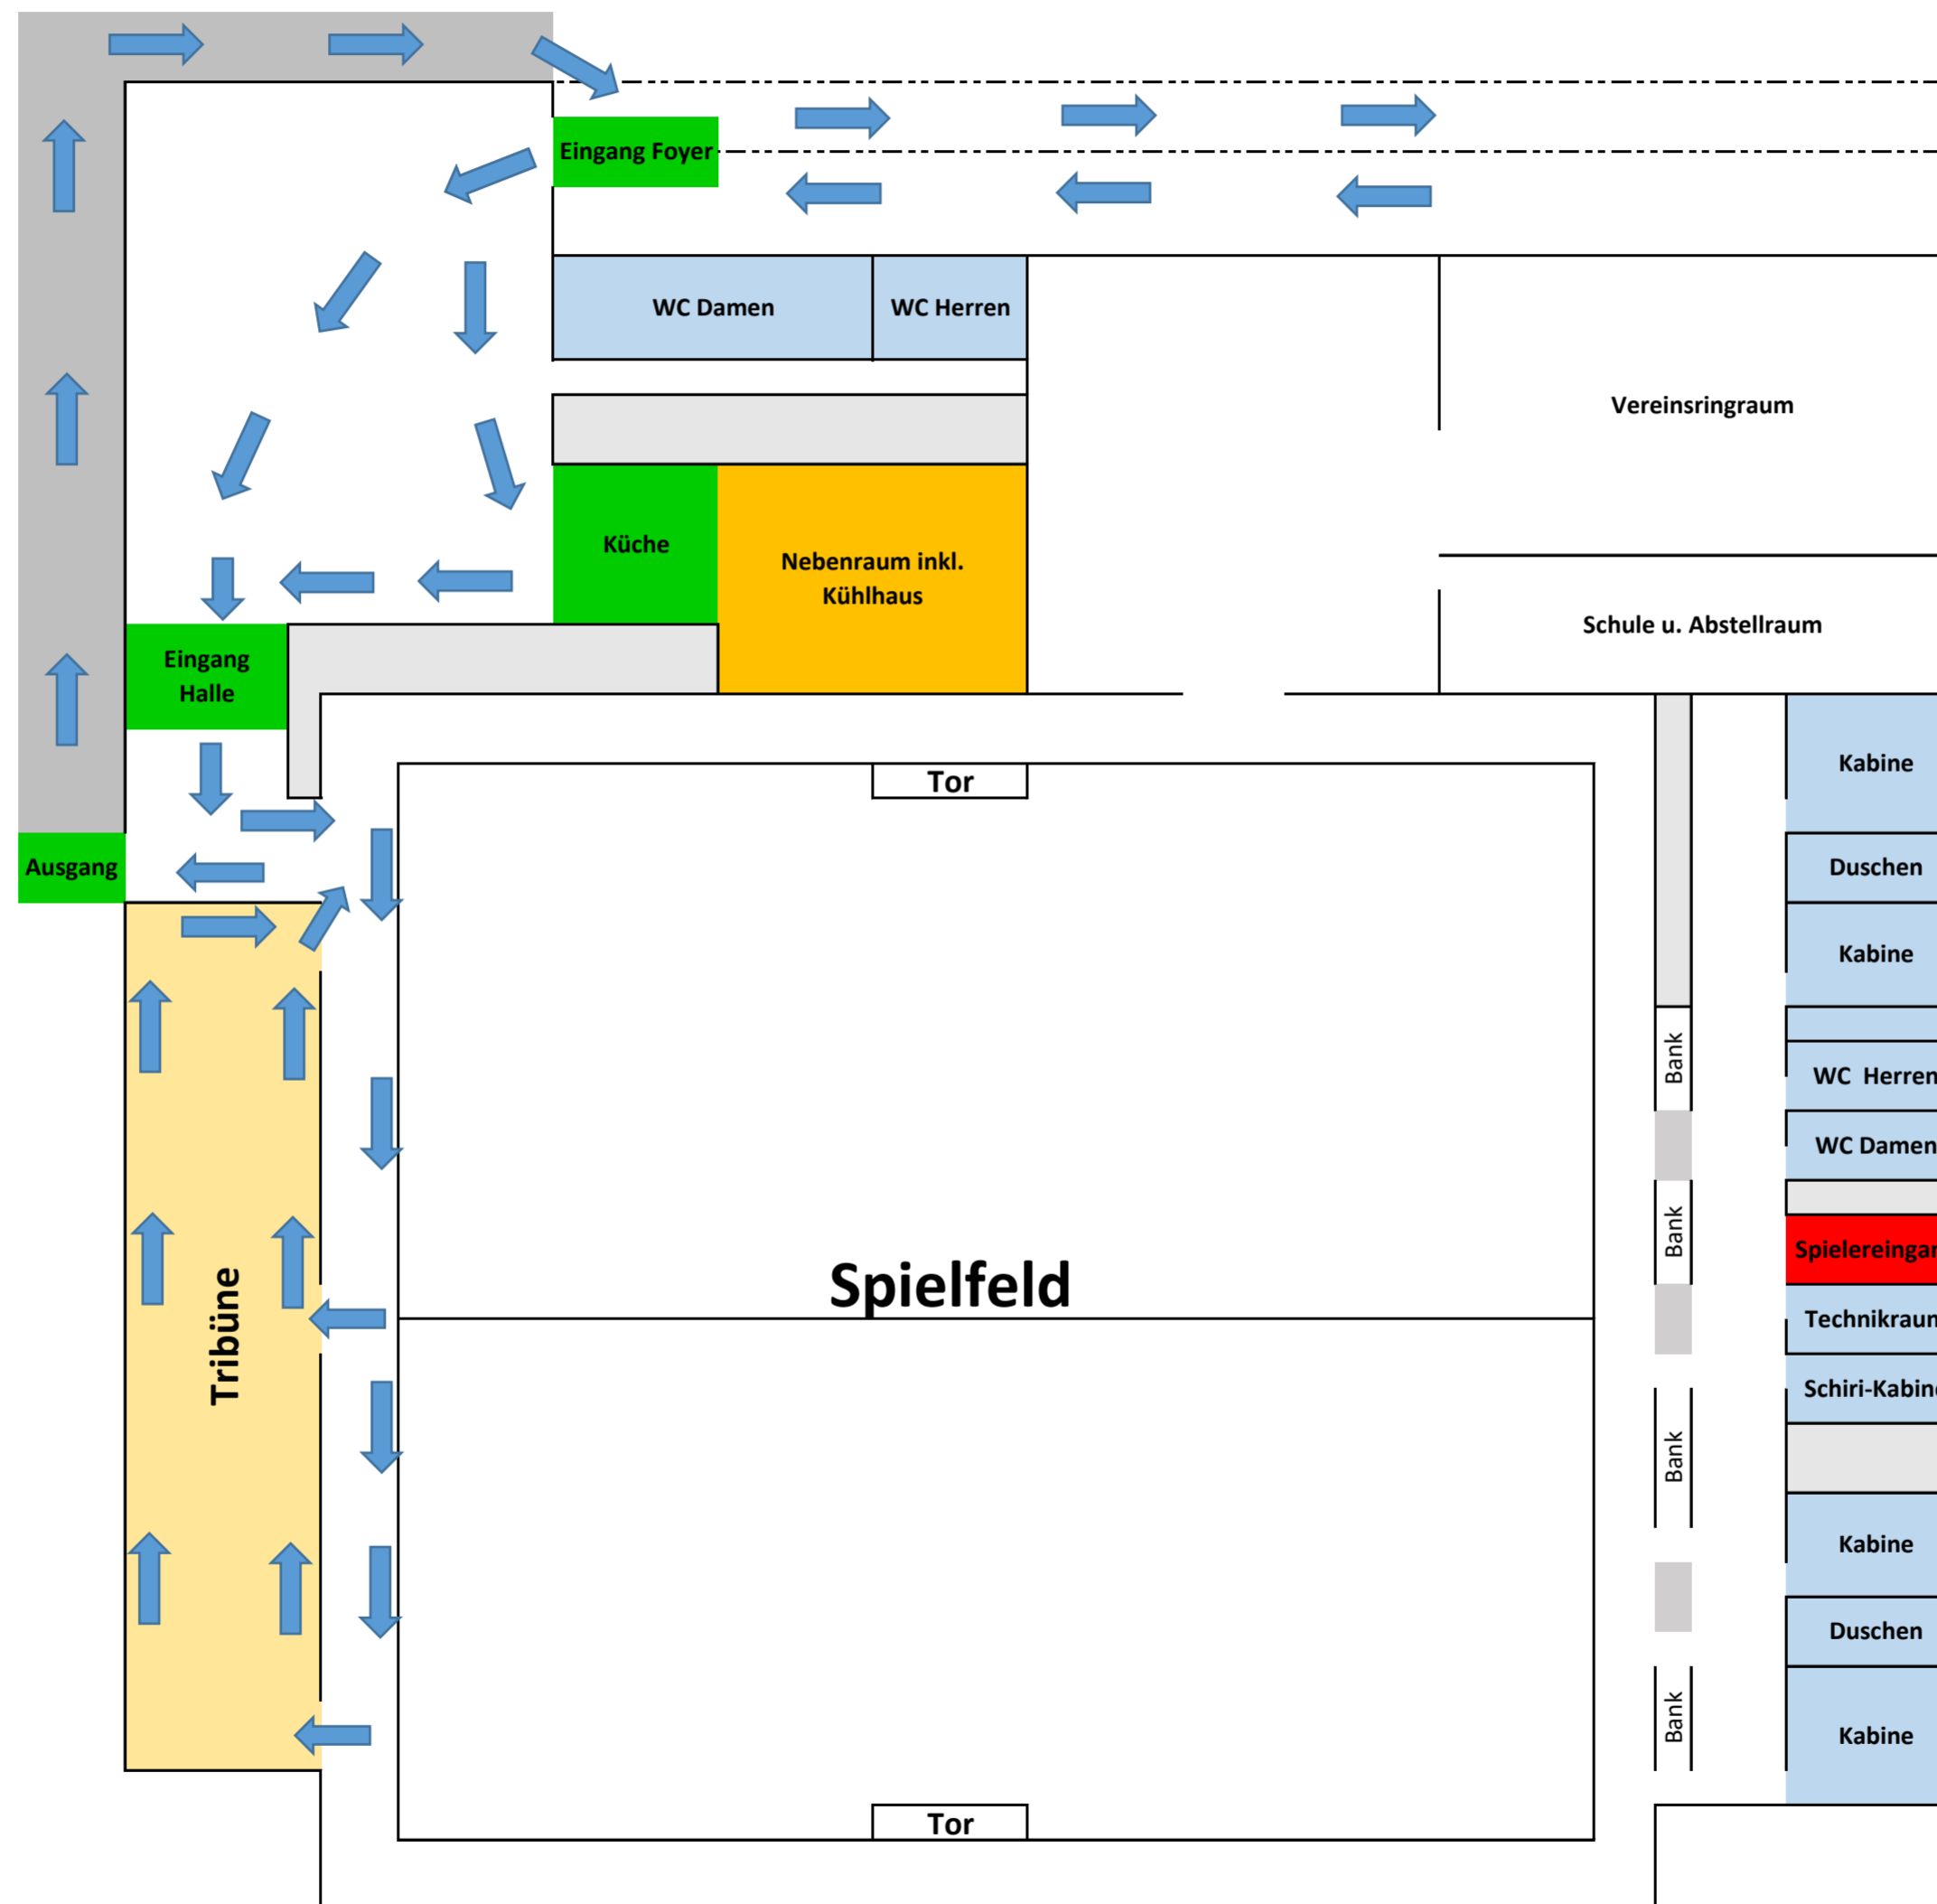 Eingang Foyer
WC Damen
WC Herren
Vereinsringraum
Küche
Nebenraum inkl.
Kühlhaus
Schule u. Abstellraum
Eingang
Halle
Kabine
Tor
Ausgang
Duschen
Kabine
Bank
WC Herren
WC Damen
Bank
Spielereingan
Tribüne
Spielfeld
Technikraum
Schiri-Kabine
Bank
Kabine
Duschen
Bank
Kabine
Tor